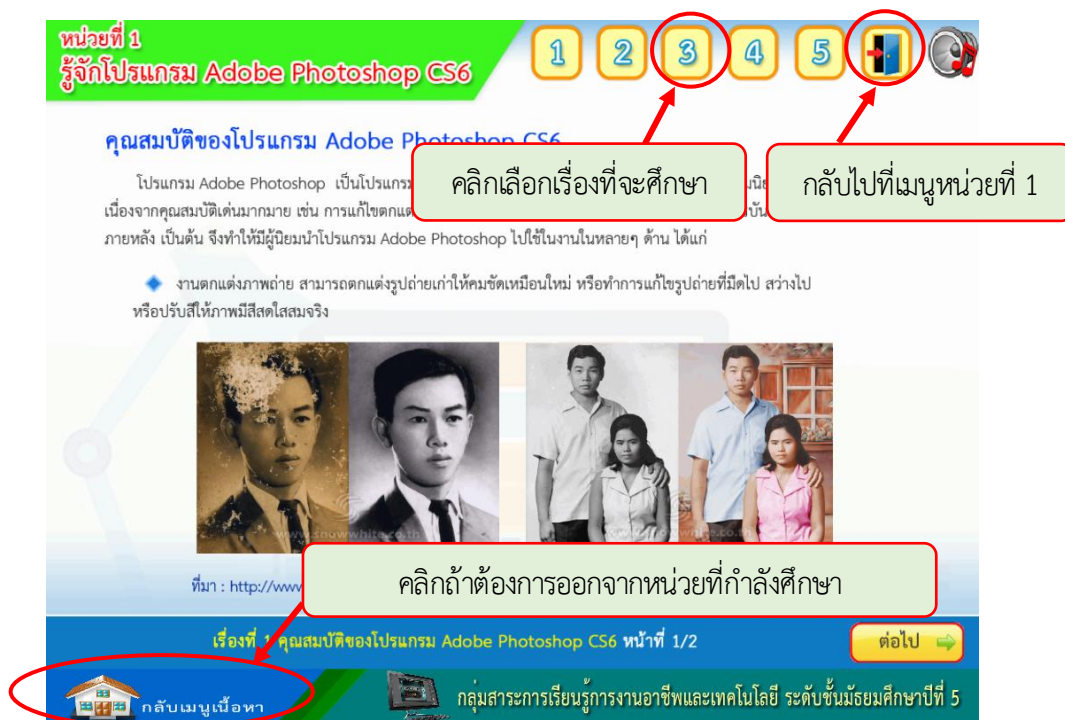 หน่วยที่ 1
รู้จักโปรแกรม Adobe Photoshop CS6
1 2 3 4 5
คุณสมบัติของโปรแกรม Adobe Photoshop CS6
คลิกเลือกเรื่องที่จะศึกษา
กลับไปที่เมนูหน่วยที่ 1
โปรแกรม Adobe Photoshop เป็นโปรแกรม
เนื่องจากคุณสมบัติเด่นมากมาย เช่น การแก้ไขตกแต่
ภายหลัง เป็นต้น จึงทำให้มีผู้นิยมนำโปรแกรม Adobe Photoshop ไปใช้ในงานในหลายๆ ด้าน ได้แก่
งานตกแต่งภาพถ่าย สามารถตกแต่งรูปถ่ายเก่าให้คมชัดเหมือนใหม่ หรือทำการแก้ไขรูปถ่ายที่มืดไป สว่างไป
หรือปรับสีให้ภาพมีสีสดใสสมจริง
www.snowwhite.co.th
คลิกถ้าต้องการออกจากหน่วยที่กำลังศึกษา
ที่มา : http://www
เรื่องที่ 1 คุณสมบัติของโปรแกรม Adobe Photoshop CS6 หน้าที่ 1/2
ต่อไป
กลับเมนูเนื้อหา
กลุ่มสาระการเรียนรู้การงานอาชีพและเทคโนโลยี ระดับชั้นมัธยมศึกษาปีที่ 5